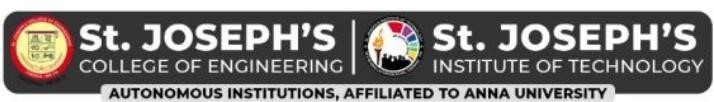 St. JOSEPH'S
COLLEGE OF ENGINEERING
St. JOSEPH'S
INSTITUTE OF TECHNOLOGY
AUTONOMOUS INSTITUTIONS, AFFILIATED TO ANNA UNIVERSITY